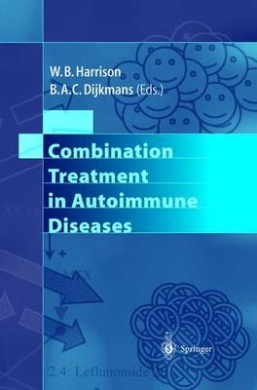 W.B. Harrison
B.A.C. Dijkmans (Eds.)
Combination
Treatment
in Autoimmune
Diseases
Springer
2.4: Leflunomide